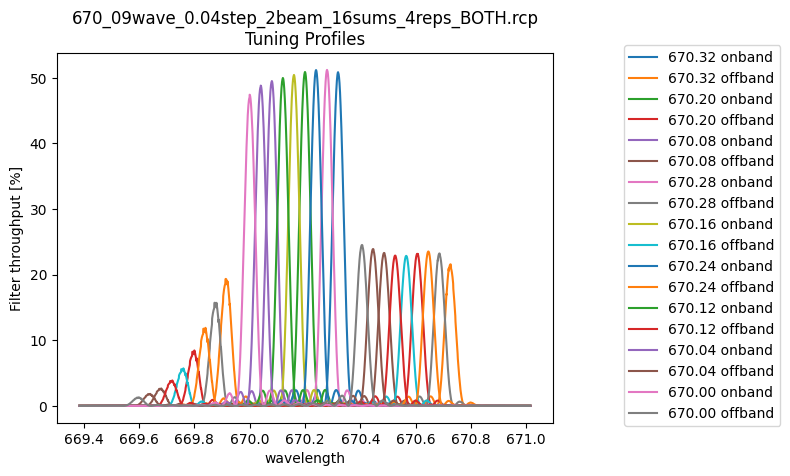 670_09wave_0.04step_2beam_16sums_4reps_BOTH.rcp
Tuning Profiles
Filter throughput [%]
50
40
30
20
10
0
669.4 669.6 669.8 670.0 670.2 670.4 670.6 670.8 671.0
wavelength
670.32 onband
670.32 offband
670.20 onband
670.20 offband
670.08 onband
670.08 offband
670.28 onband
670.28 offband
670.16 onband
670.16 offband
670.24 onband
670.24 offband
670.12 onband
670.12 offband
670.04 onband
670.04 offband
670.00 onband
670.00 offband